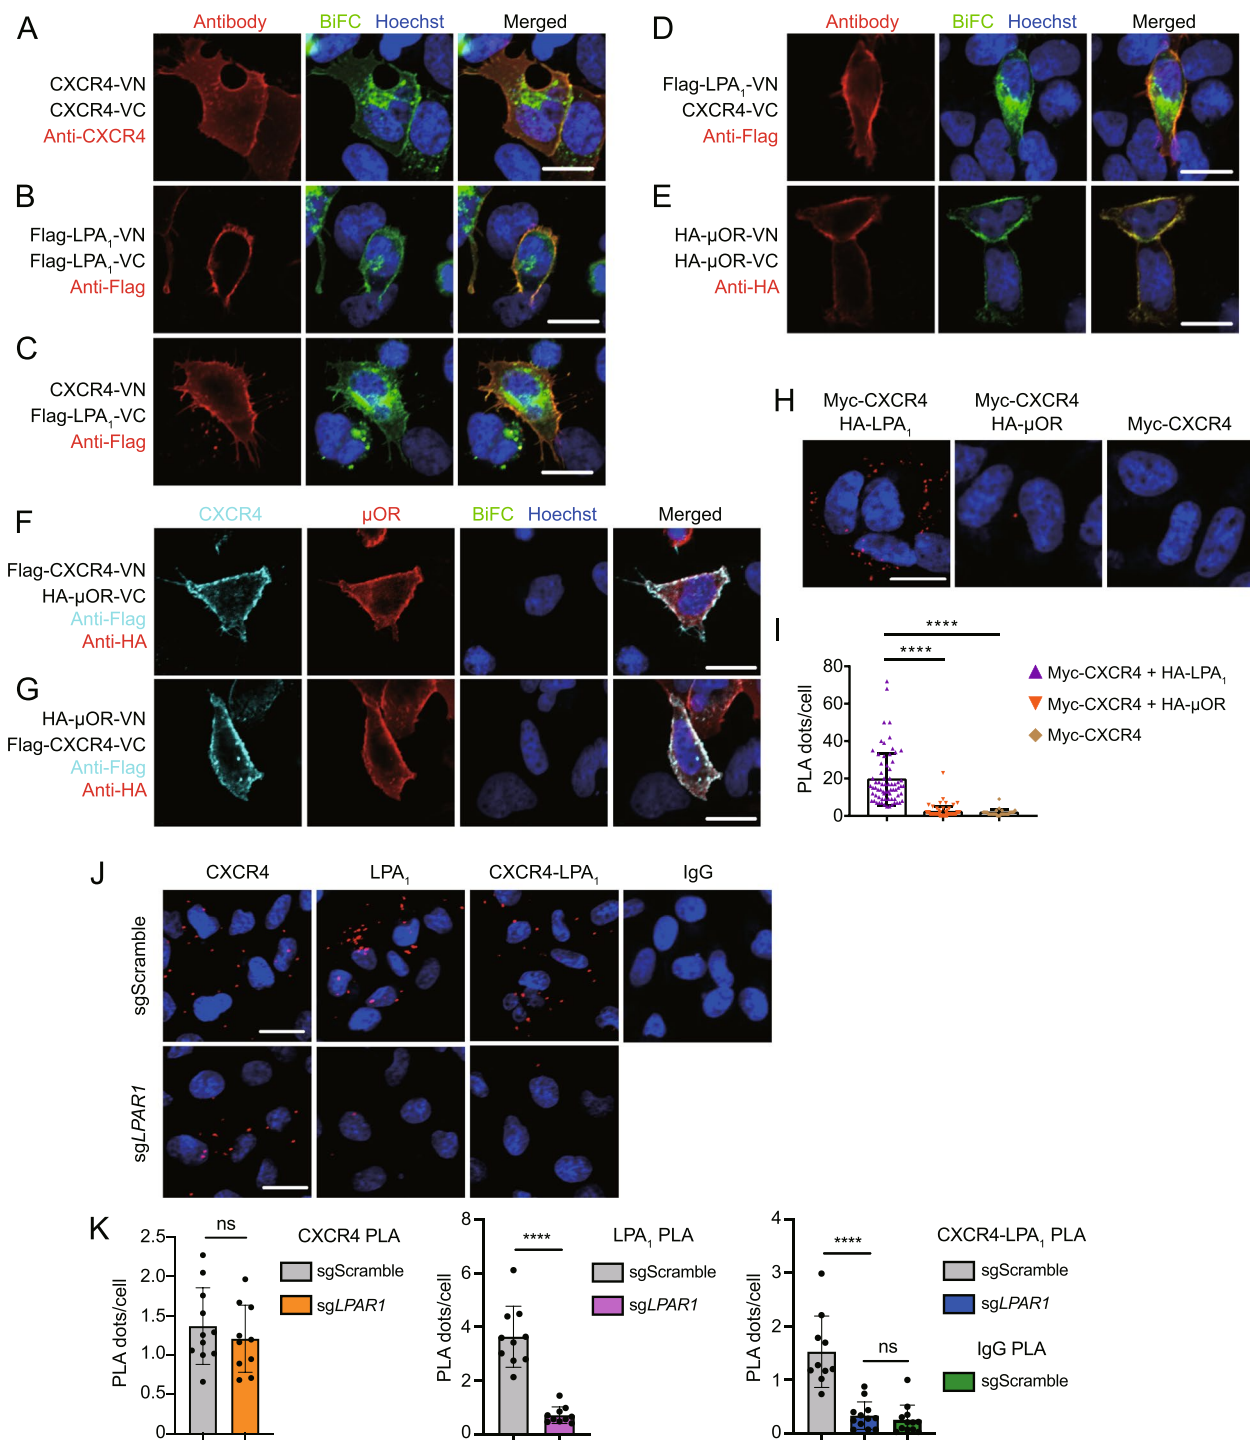 A
Antibody BiFC Hoechst Merged
CXCR4-VN
CXCR4-VC
Anti-CXCR4
B
Flag-LPA1-VN
Flag-LPA1-VC
Anti-Flag
C
CXCR4-VN
Flag-LPA1-VC
Anti-Flag
D
Antibody BiFC Hoechst Merged
Flag-LPA1-VN
CXCR4-VC
Anti-Flag
E
HA-µOR-VN
HA-µOR-VC
Anti-HA
F
CXCR4 µOR BiFC Hoechst Merged
Flag-CXCR4-VN
HA-µOR-VC
Anti-Flag
Anti-HA
G
HA-µOR-VN
Flag-CXCR4-VC
Anti-Flag
Anti-HA
H
Myc-CXCR4
HA-LPA1
Myc-CXCR4
HA-µOR
Myc-CXCR4
I
****
****
80
60
40
20
0
PLA dots/cell
Myc-CXCR4 + HA-LPA1
Myc-CXCR4 + HA-µOR
Myc-CXCR4
J
CXCR4 LPA1 CXCR4-LPA1 IgG
sgScramble
sgLPAR1
K
2.5
2.0
1.5
1.0
0.5
0
PLA dots/cell
ns
CXCR4 PLA
sgScramble
sgLPAR1
8
6
4
2
0
PLA dots/cell
****
LPA1 PLA
sgScramble
sgLPAR1
4
3
2
1
0
PLA dots/cell
****
ns
CXCR4-LPA1 PLA
sgScramble
sgLPAR1
IgG PLA
sgScramble